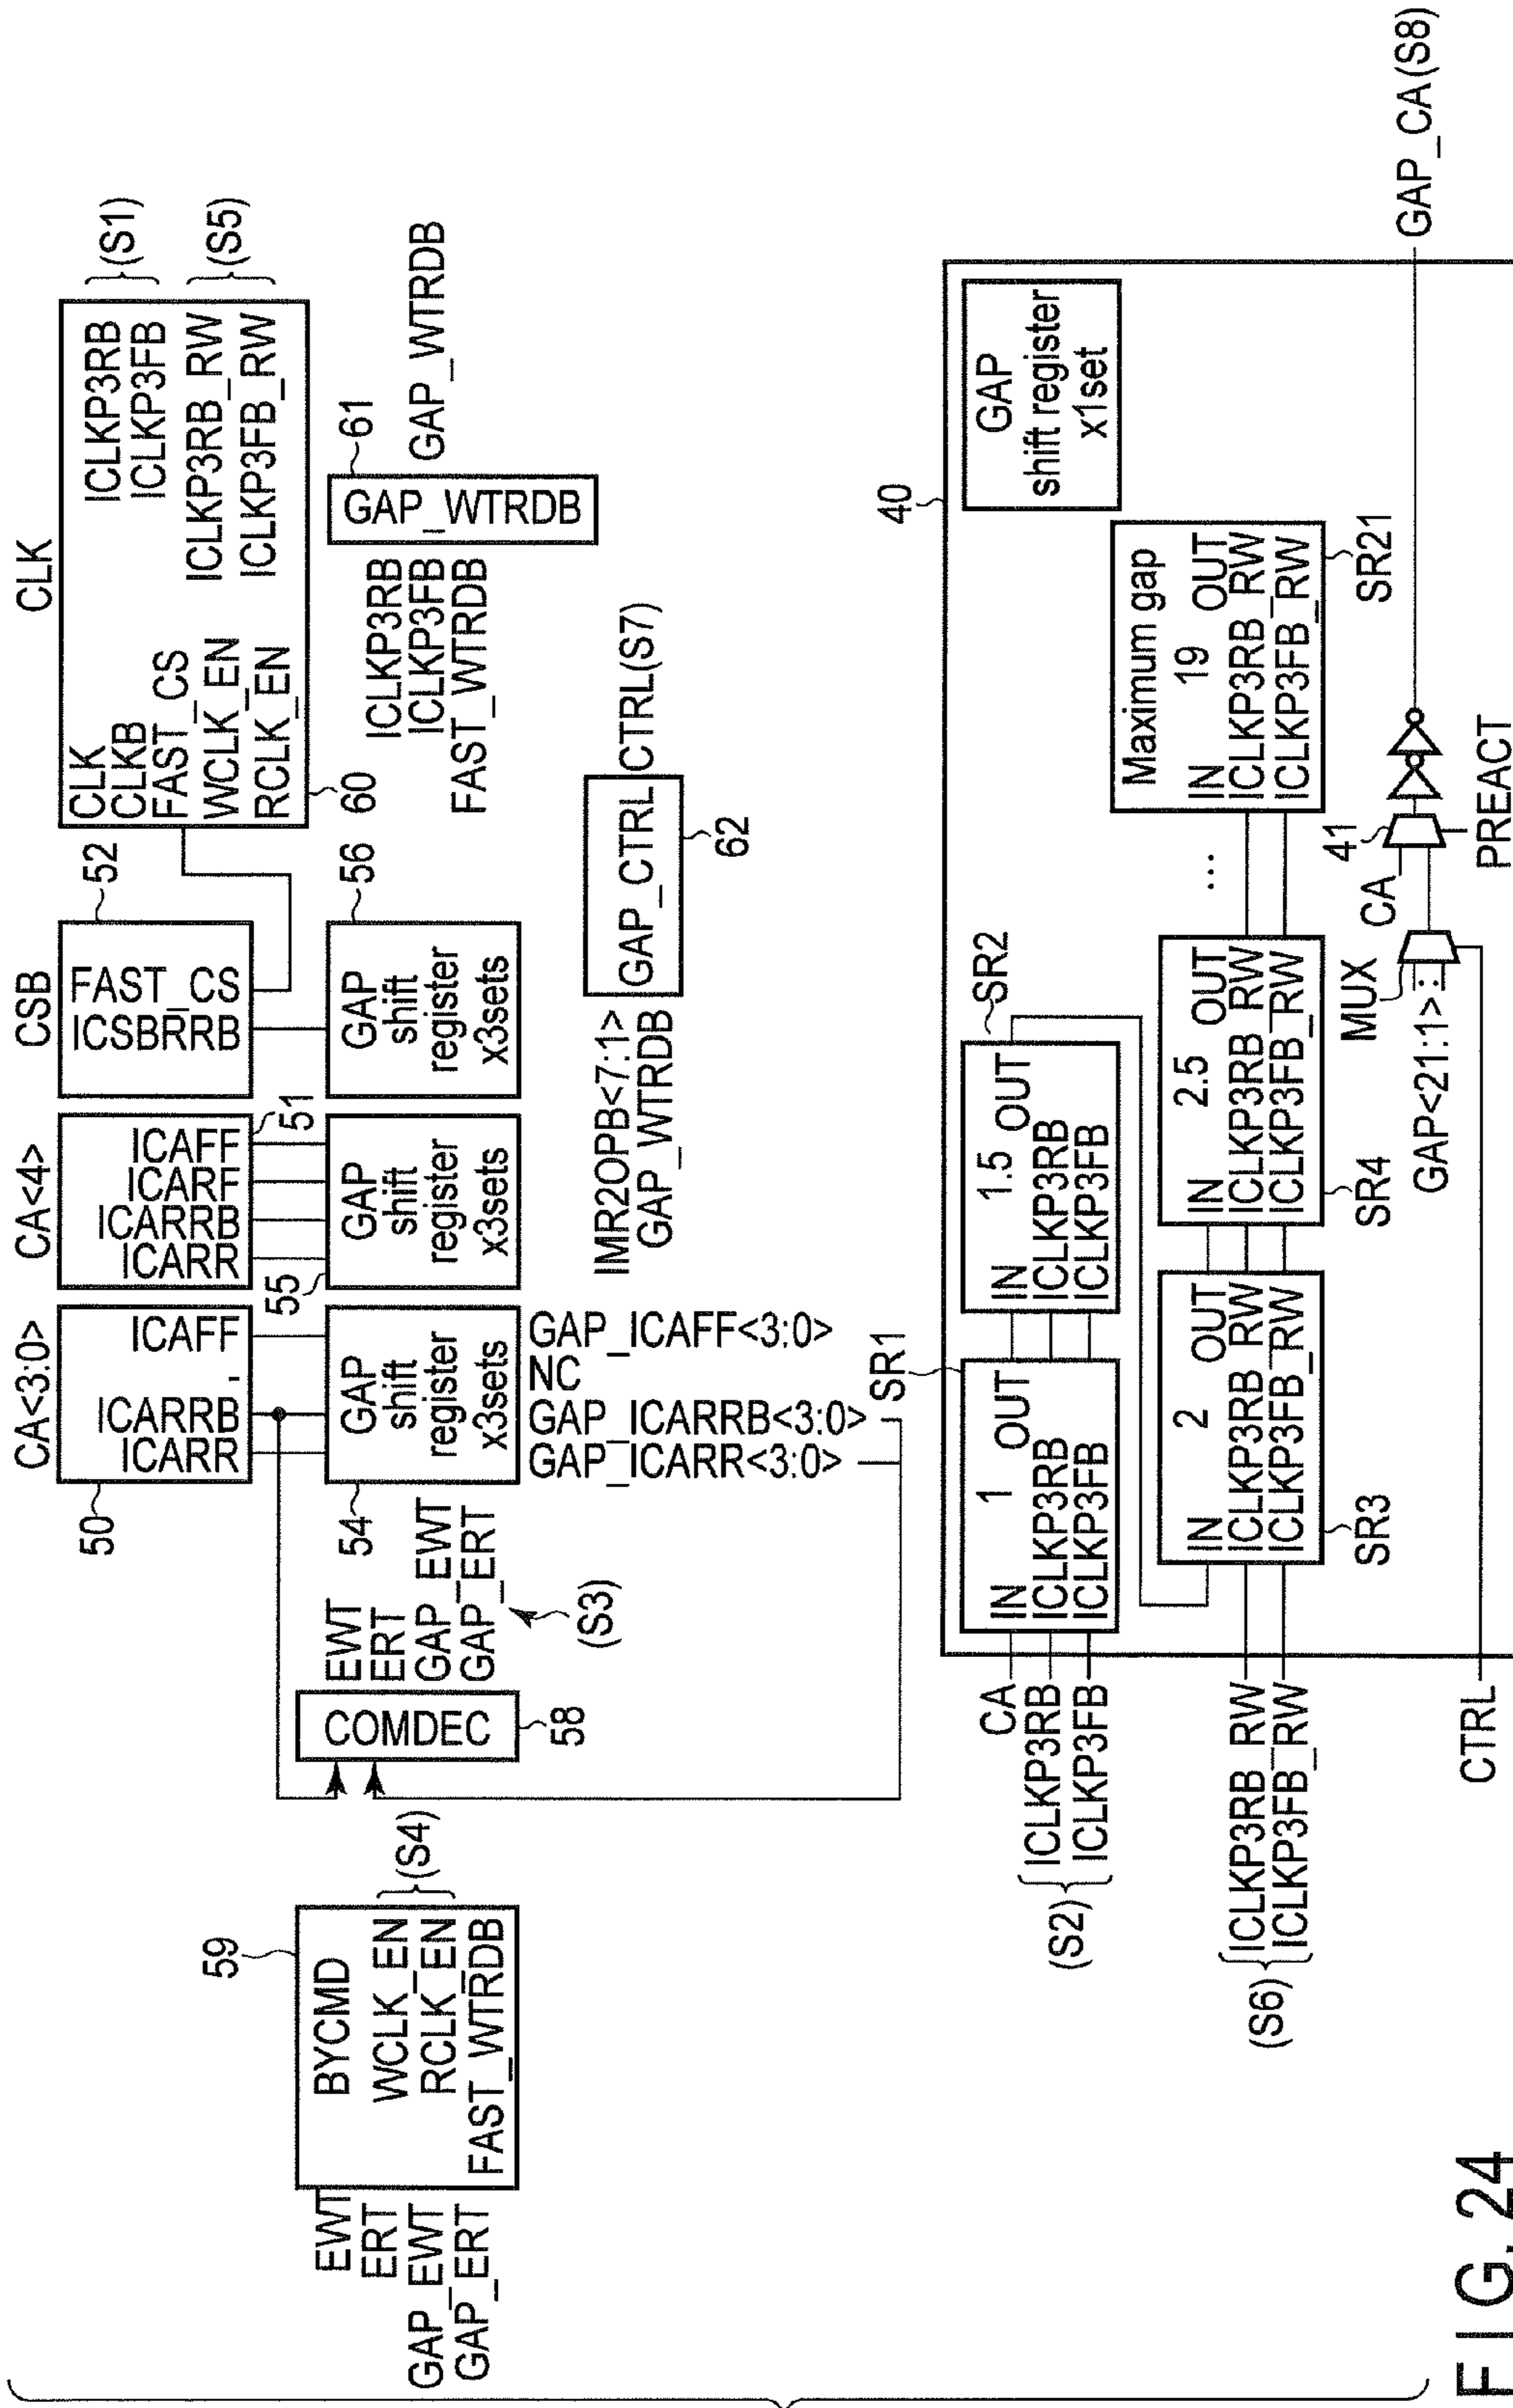 CA<3:0>
ICAFF
-
ICARRB
ICARR
50
CA<4>
ICAFF
ICARF
ICARRB
ICARR
51
CSB
FAST_CS
ICSBRRB
52
CLK
CLK
CLKB
FAST_CS
WCLK_EN
RCLK_EN
ICLKP3RB
ICLKP3FB
ICLKP3RB_RW
ICLKP3FB_RW
(S1)
(S5)
60
GAP
shift
register
x3sets
54
GAP
shift
register
x3sets
55
GAP
shift
register
x3sets
56
GAP_ICAFF<3:0>
NC
GAP_ICARRB<3:0>
GAP_ICARR<3:0>
ICLKP3RB
ICLKP3FB
FAST_WTRDB
GAP_WTRDB
61
GAP_WTRDB
IMR2OPB<7:1>
GAP_WTRDB
GAP_CTRL
CTRL(S7)
62
EWT
ERT
GAP_EWT
GAP_ERT
BYCMD
WCLK_EN
RCLK_EN
FAST_WTRDB
59
(S4)
COMDEC
58
EWT
ERT
GAP_EWT
GAP_ERT
(S3)
40
GAP
shift register
x1set
CA
ICLKP3RB
ICLKP3FB
(S2)
SR1
1
IN OUT
ICLKP3RB
ICLKP3FB
SR2
1.5
IN OUT
ICLKP3RB
ICLKP3FB
ICLKP3RB_RW
ICLKP3FB_RW
(S6)
2
IN OUT
ICLKP3RB_RW
ICLKP3FB_RW
SR3
2.5
IN OUT
ICLKP3RB_RW
ICLKP3FB_RW
SR4
...
Maximum gap
19
IN OUT
ICLKP3RB_RW
ICLKP3FB_RW
SR21
CTRL
GAP<21:1>
MUX
CA
41
PREACT
GAP_CA(S8)
FIG. 24